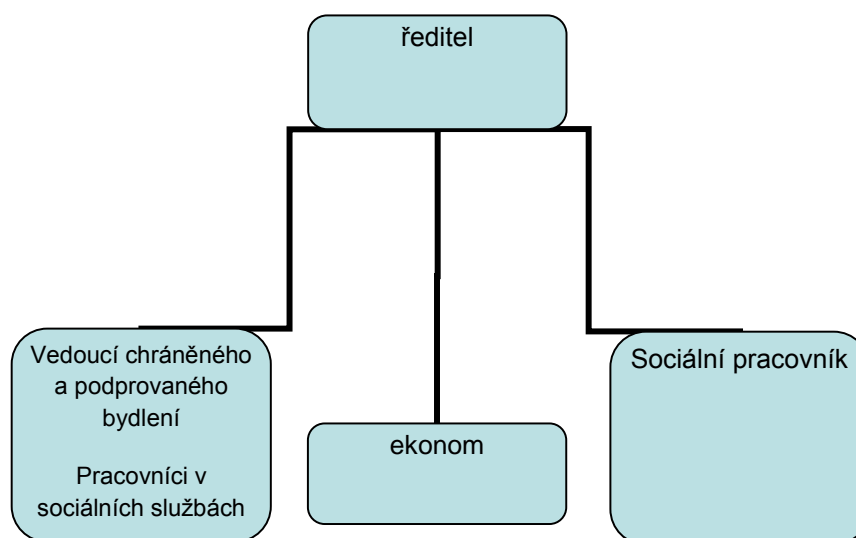 ředitel
Vedoucí chráněného
a podprovaného
bydlení
Pracovníci v
sociálních službách
ekonom
Sociální pracovník